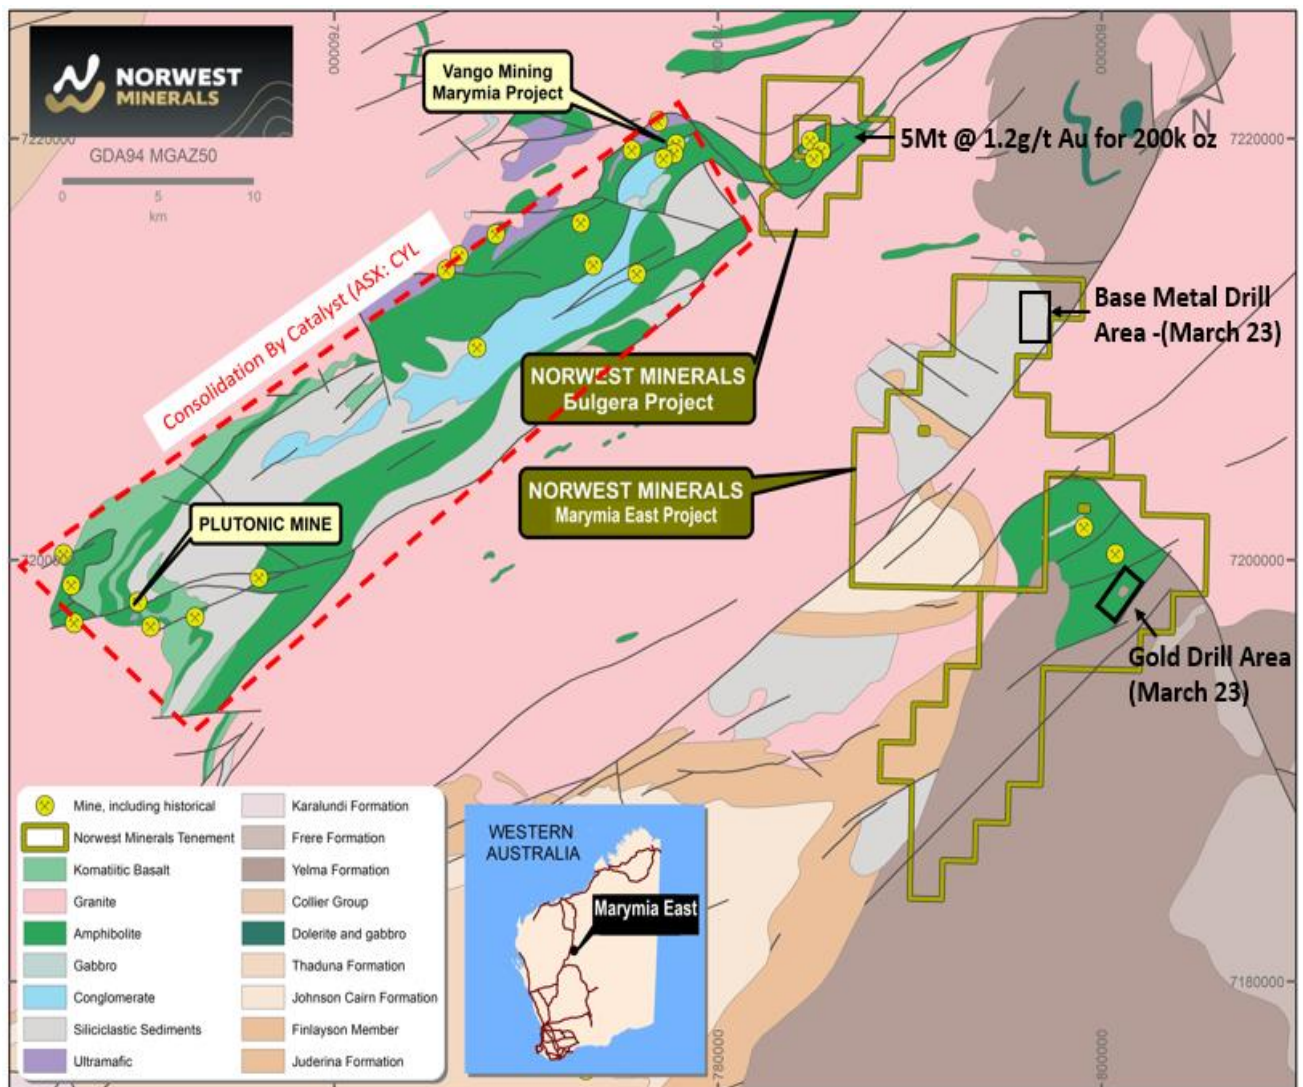 NORWEST
MINERALS
GDA94 MGAZ50
0 5 10
km
760000
780000
800000
N
7220000
7220000
Vango Mining
Marymia Project
5Mt @ 1.2g/t Au for 200k oz
Consolidation By Catalyst (ASX: CYL
Base Metal Drill
Area -(March 23)
NORWEST MINERALS
Bulgera Project
NORWEST MINERALS
Marymia East Project
PLUTONIC MINE
7200000
7200000
Gold Drill Area
(March 23)
Mine, including historical
Norwest Minerals Tenement
Komatiitic Basalt
Granite
Amphibolite
Gabbro
Conglomerate
Siliciclastic Sediments
Ultramafic
Karalundi Formation
Frere Formation
Yelma Formation
Collier Group
Dolerite and gabbro
Thaduna Formation
Johnson Cairn Formation
Finlayson Member
Juderina Formation
WESTERN
AUSTRALIA
Marymia East
7180000
780000
800000